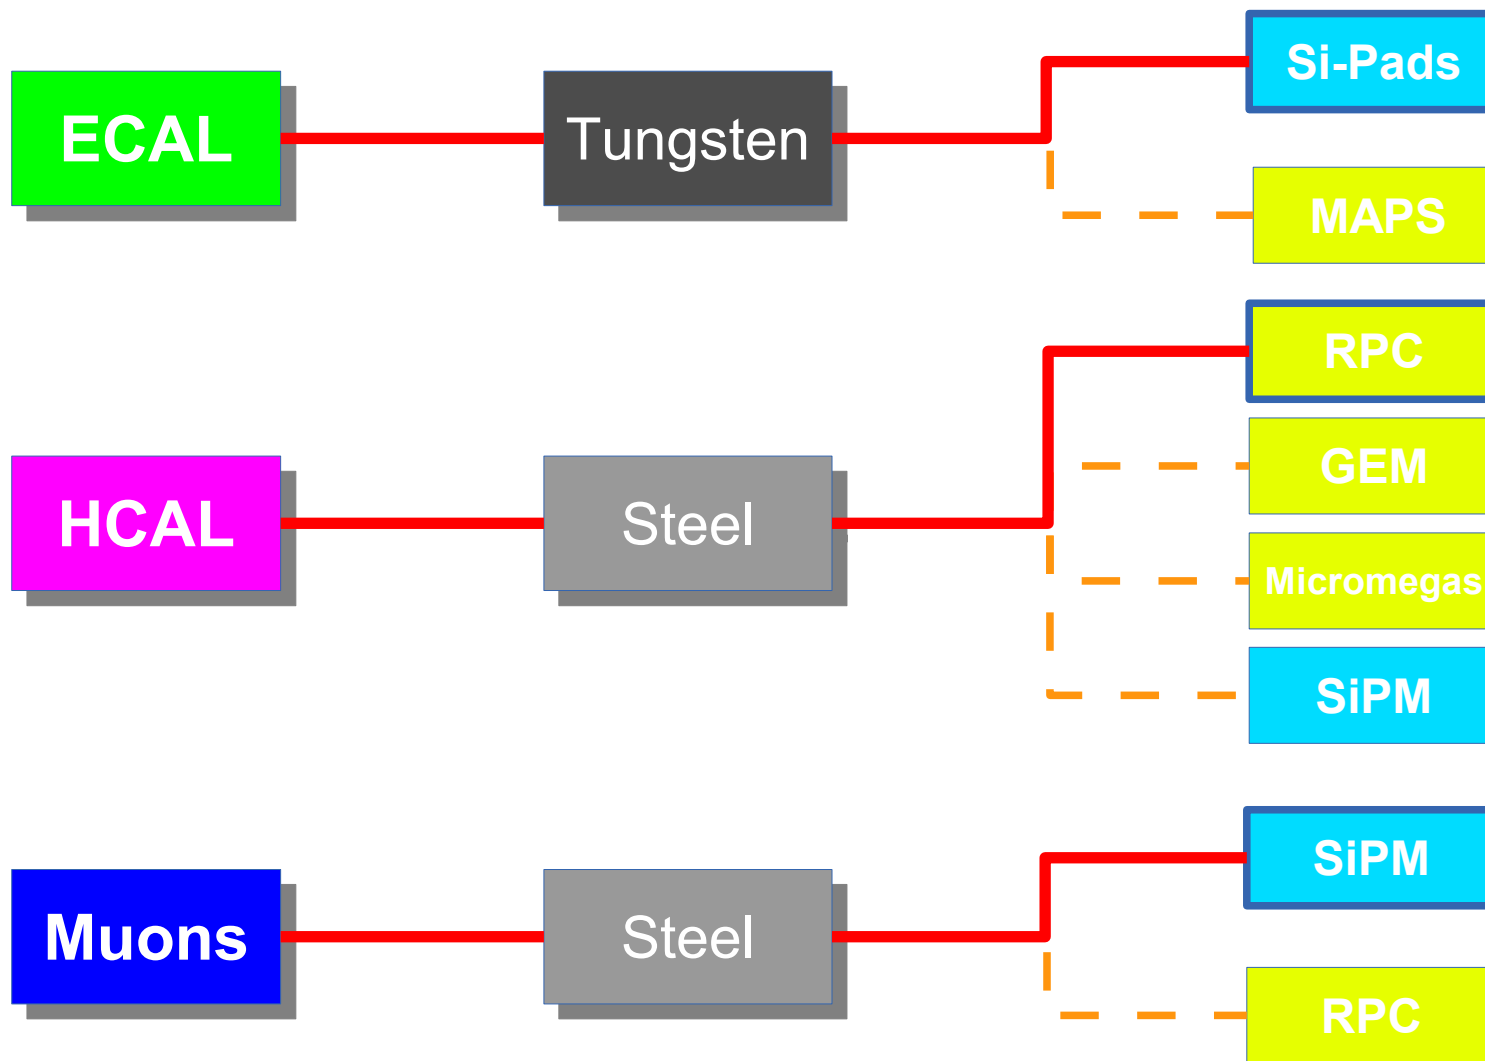 ECAL
Tungsten
Si-Pads
MAPS
HCAL
Steel
RPC
GEM
Micromegas
SiPM
Muons
Steel
SiPM
RPC